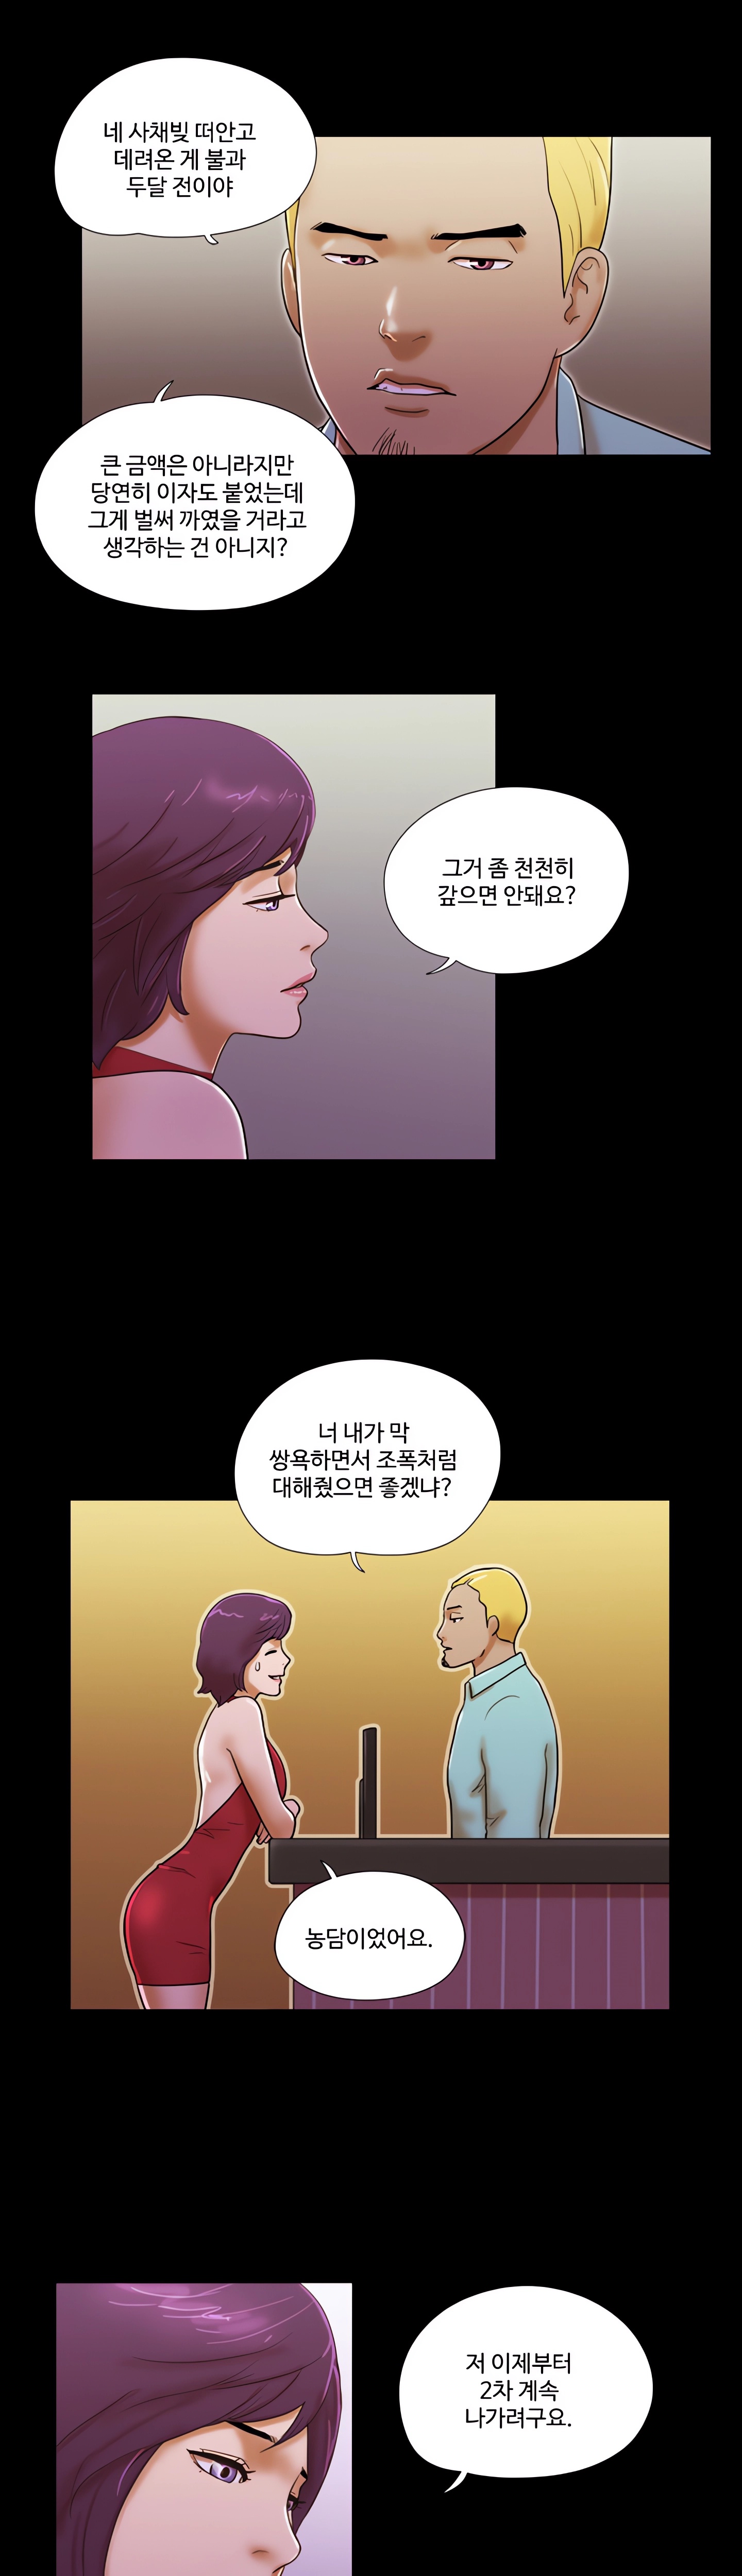 네 사채빚 떠안고
데려온 게 불과
두달 전이야
큰 금액은 아니라지만
당연히 이자도 붙었는데
그게 벌써 까였을 거라고
생각하는 건 아니지?
그거 좀 천천히
갚으면 안돼요?
너 내가 막
쌍욕하면서 조폭처럼
대해줬으면 좋겠냐?
농담이었어요.
저 이제부터
2차 계속
나가려구요.